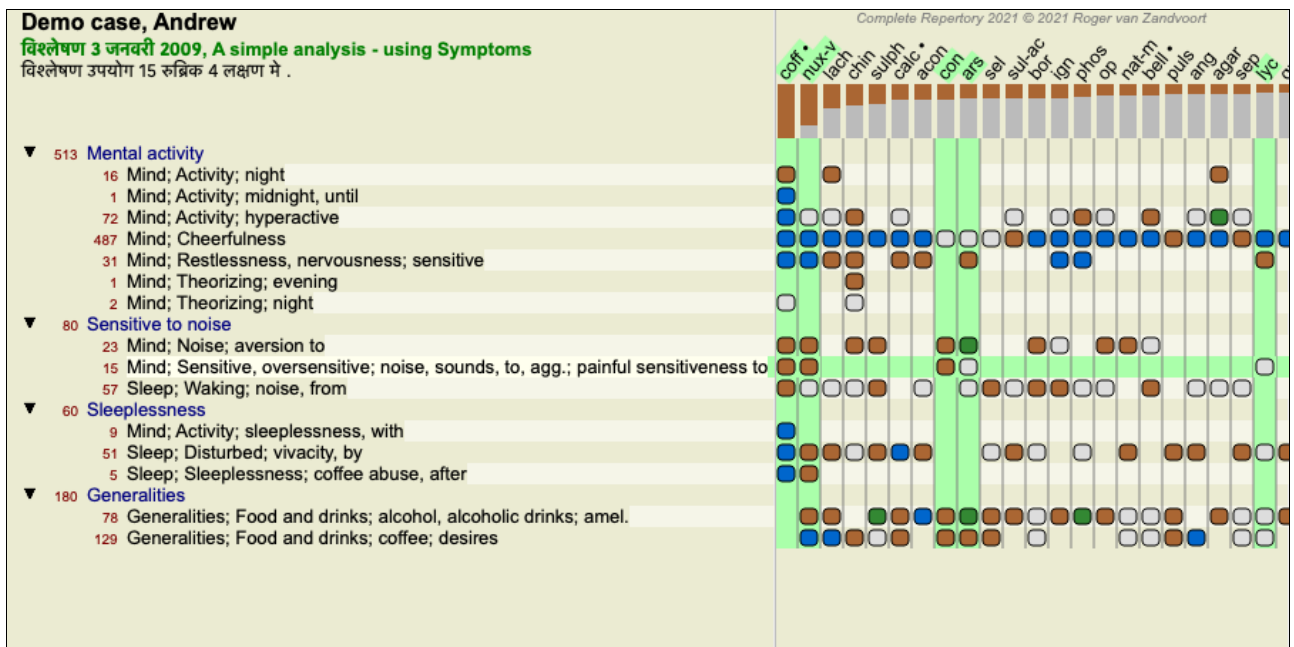 Demo case, Andrew
Complete Repertory 2021 © 2021 Roger van Zandvoort
विश्लेषण 3 जनवरी 2009, A simple analysis - using Symptoms
विश्लेषण उपयोग 15 रुब्रिक 4 लक्षण मे .
coff • nux-v lach chin sulph calc • acon con ars sel sul-ac bor ign phos op nat-m bell • puls ang agar sep lyc
▼ 513 Mental activity
16 Mind; Activity; night
1 Mind; Activity; midnight, until
72 Mind; Activity; hyperactive
487 Mind; Cheerfulness
31 Mind; Restlessness, nervousness; sensitive
1 Mind; Theorizing; evening
2 Mind; Theorizing; night
▼ 80 Sensitive to noise
23 Mind; Noise; aversion to
15 Mind; Sensitive, oversensitive; noise, sounds, to, agg.; painful sensitiveness to
57 Sleep; Waking; noise, from
▼ 60 Sleeplessness
9 Mind; Activity; sleeplessness, with
51 Sleep; Disturbed; vivacity, by
5 Sleep; Sleeplessness; coffee abuse, after
▼ 180 Generalities
78 Generalities; Food and drinks; alcohol, alcoholic drinks; amel.
129 Generalities; Food and drinks; coffee; desires